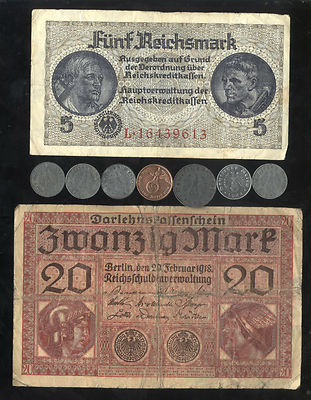 Fünf Reichsmark
Ausgegeben auf Grund
der Verordnung über
Reichskreditkassen.
Hauptverwaltung der
Reichskreditkassen.
5 5
L·16439613
Darlehnskassenschein
Zwanzig Mark
Berlin, den 20. Februar 1918.
Reichsschuldenverwaltung
20 20